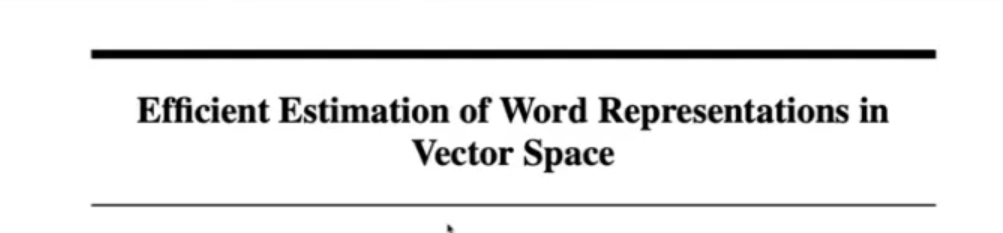 Efficient Estimation of Word Representations in
Vector Space